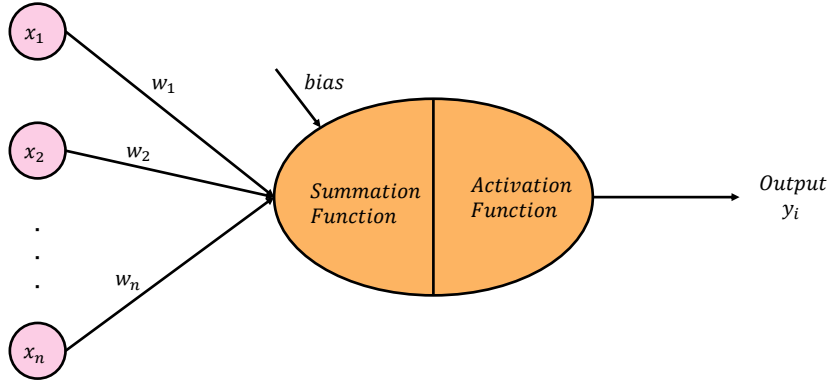 x₁
w₁
bias
x₂
w₂
Summation
Function
Activation
Function
Output
yᵢ
.
.
.
wₙ
xₙ